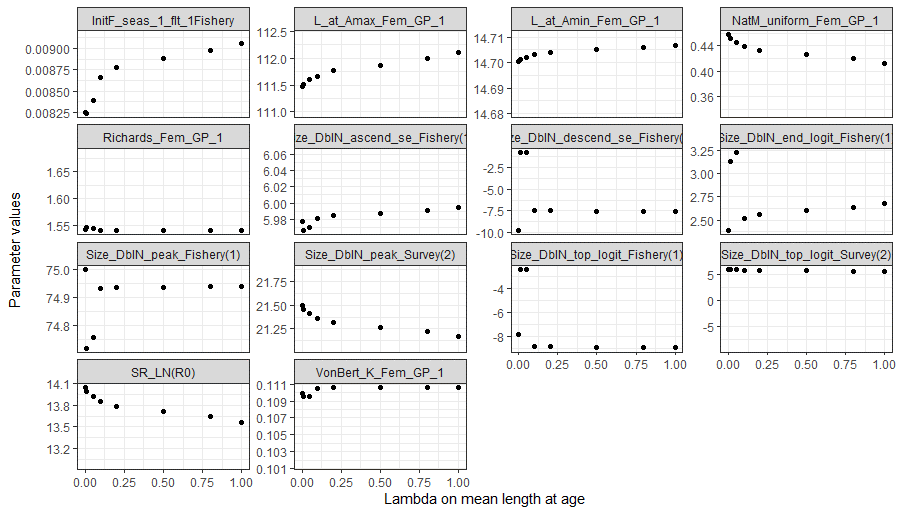 InitF_seas_1_flt_1Fishery
L_at_Amax_Fem_GP_1
L_at_Amin_Fem_GP_1
NatM_uniform_Fem_GP_1
0.00900
0.00875
0.00850
0.00825
112.5
112.0
111.5
111.0
14.71
14.70
14.69
14.68
0.44
0.40
0.36
Richards_Fem_GP_1
Size_DblN_ascend_se_Fishery(1
ze_DblN_descend_se_Fishery(
Size_DblN_end_logit_Fishery(1)
1.65
1.60
1.55
6.06
6.04
6.02
6.00
5.98
-2.5
-5.0
-7.5
-10.0
3.25
3.00
2.75
2.50
Size_DblN_peak_Fishery(1)
Size_DblN_peak_Survey(2)
Size_DblN_top_logit_Fishery(1)
Size_DblN_top_logit_Survey(2)
75.0
74.9
74.8
21.75
21.50
21.25
-4
-6
-8
5
0
-5
SR_LN(R0)
VonBert_K_Fem_GP_1
14.1
13.8
13.5
13.2
0.111
0.109
0.107
0.105
0.103
0.101
0.00 0.25 0.50 0.75 1.00
0.00 0.25 0.50 0.75 1.00
0.00 0.25 0.50 0.75 1.00
0.00 0.25 0.50 0.75 1.00
Parameter values
Lambda on mean length at age